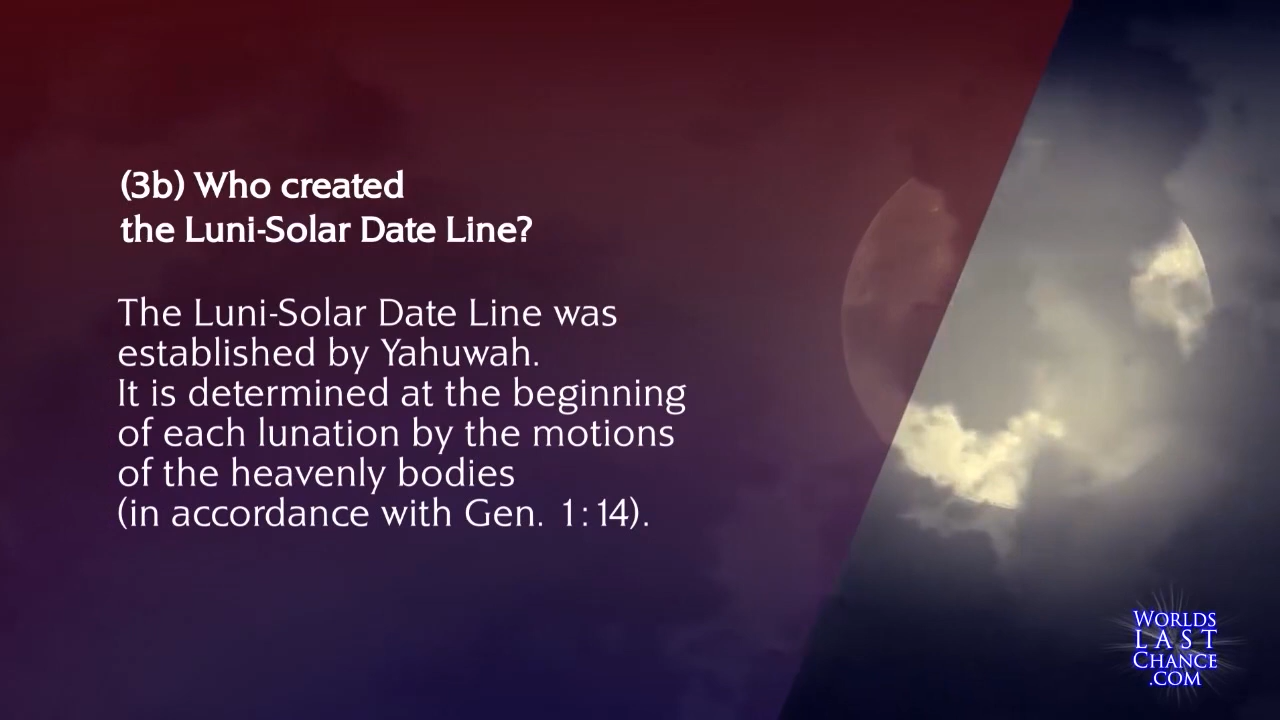 (3b) Who created
the Luni-Solar Date Line?
The Luni-Solar Date Line was
established by Yahuwah.
It is determined at the beginning
of each lunation by the motions
of the heavenly bodies
(in accordance with Gen. 1:14).
WORLDS
LAST
CHANCE
.COM